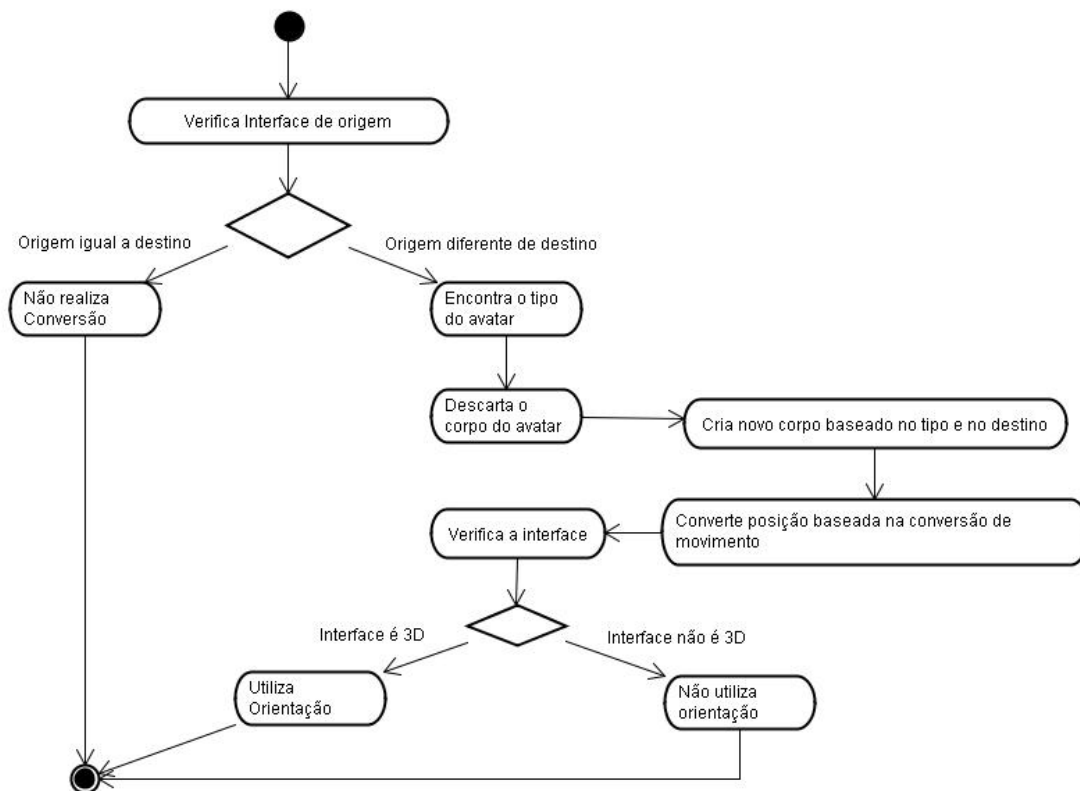 Verifica Interface de origem
Origem igual a destino
Origem diferente de destino
Não realiza
Conversão
Encontra o tipo
do avatar
Descarta o
corpo do avatar
Cria novo corpo baseado no tipo e no destino
Converte posição baseada na conversão de
movimento
Verifica a interface
Interface é 3D
Interface não é 3D
Utiliza
Orientação
Não utiliza
orientação